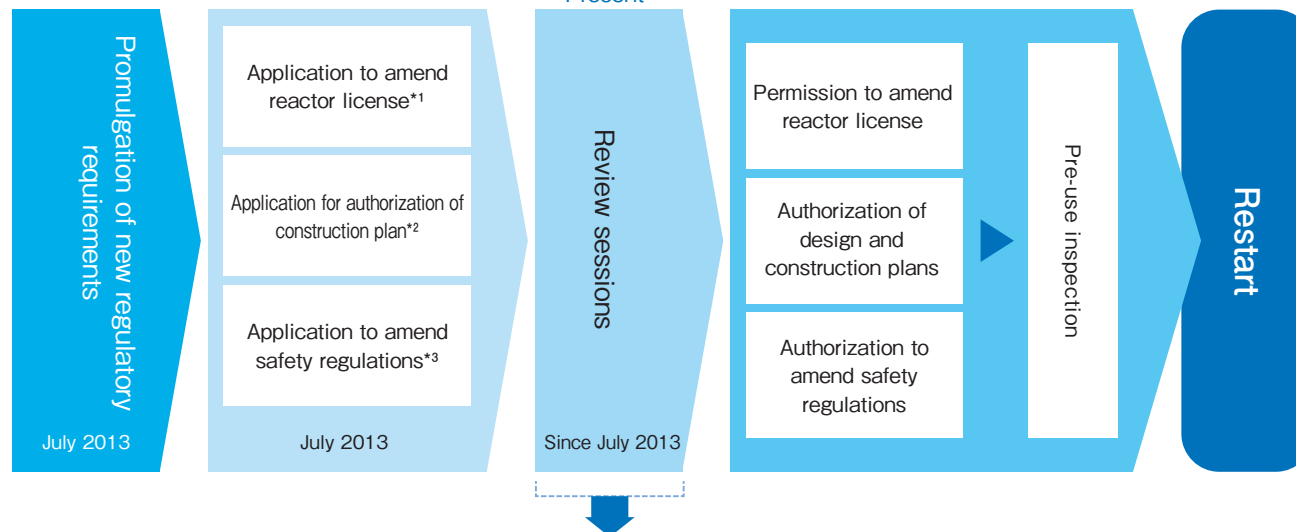 Present
Promulgation of new regulatory
requirements
July 2013
Application to amend
reactor license*1
Application for authorization of
construction plan*2
Application to amend
safety regulations*3
July 2013
Review sessions
Since July 2013
Permission to amend
reactor license
Authorization of
design and
construction plans
Authorization to
amend safety
regulations
Pre-use inspection
Restart